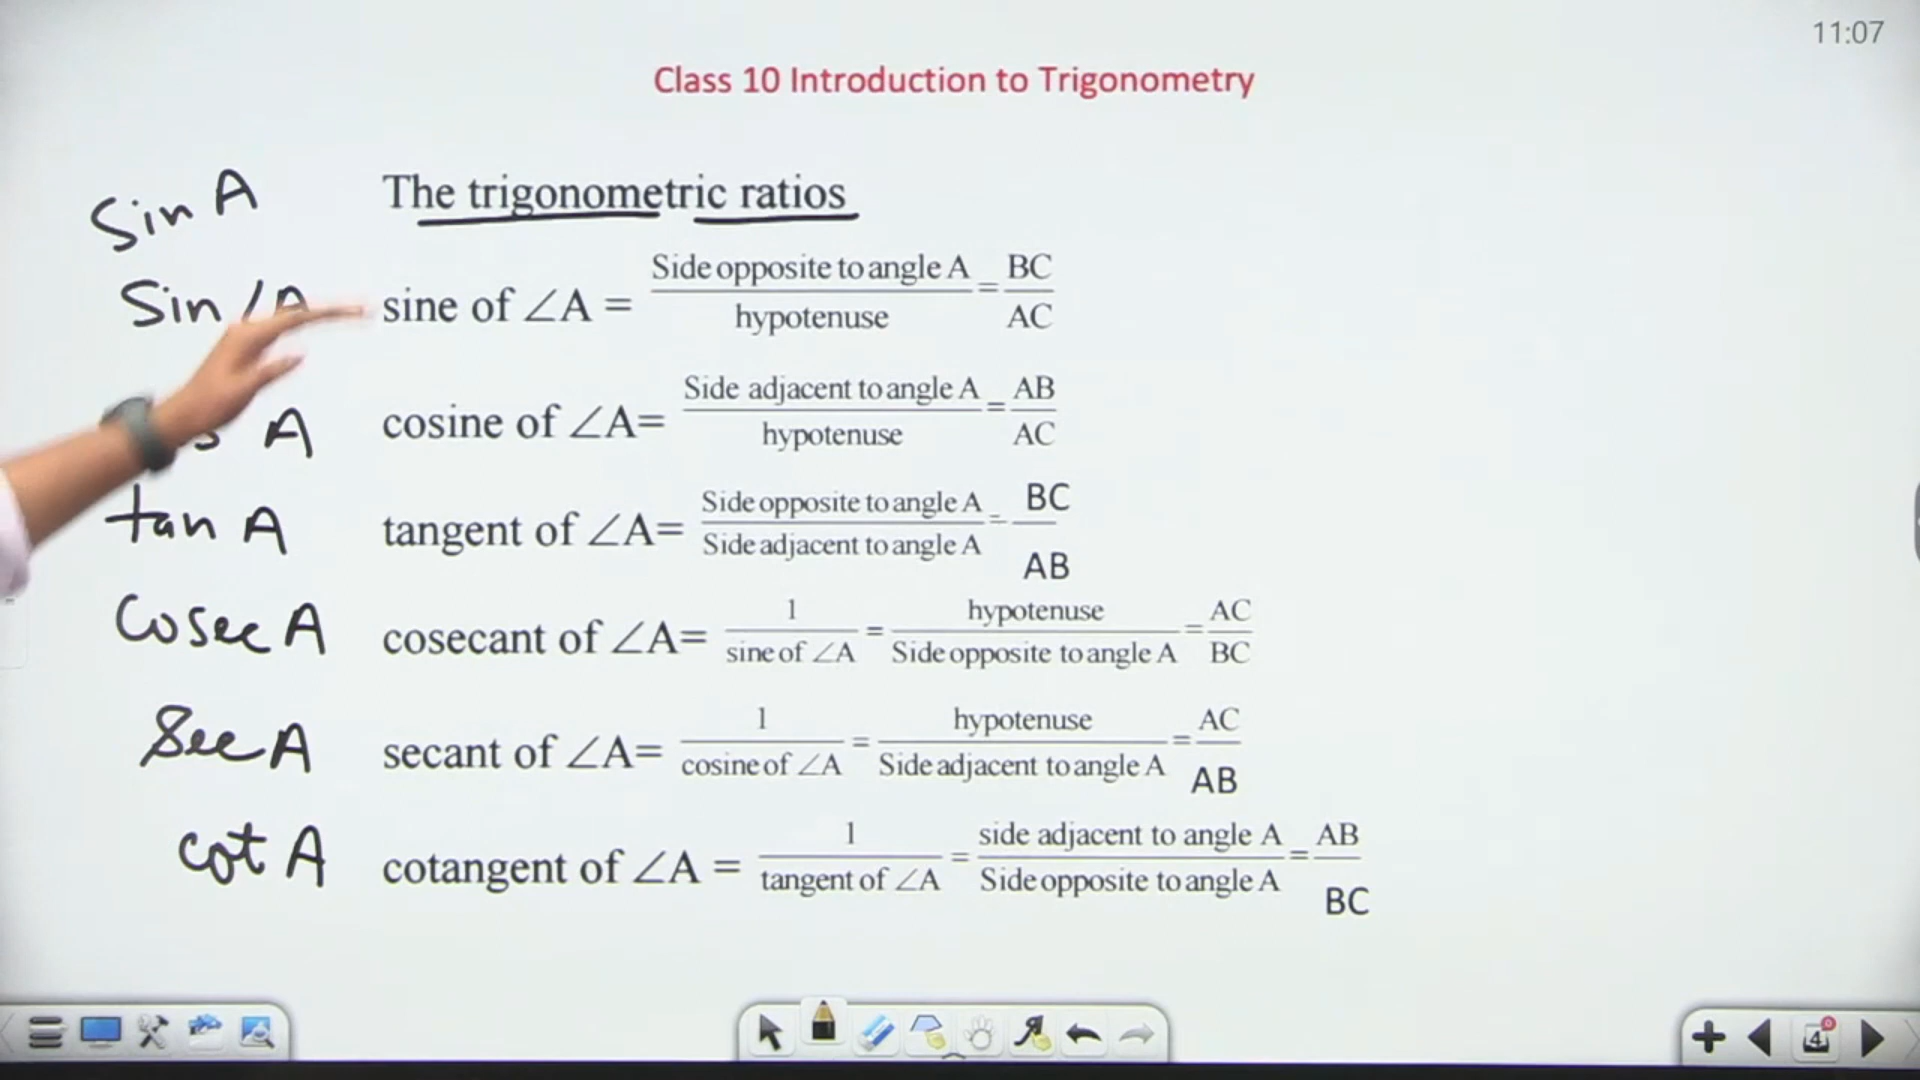 11:07
Class 10 Introduction to Trigonometry
Sin A
The trigonometric ratios
Sin ∠A sine of ∠A = Side opposite to angle A / hypotenuse = BC / AC
A cosine of ∠A= Side adjacent to angle A / hypotenuse = AB / AC
tan A tangent of ∠A= Side opposite to angle A / Side adjacent to angle A = BC / AB
Cosec A cosecant of ∠A= 1 / sine of ∠A = hypotenuse / Side opposite to angle A = AC / BC
Sec A secant of ∠A= 1 / cosine of ∠A = hypotenuse / Side adjacent to angle A = AC / AB
cot A cotangent of ∠A = 1 / tangent of ∠A = side adjacent to angle A / Side opposite to angle A = AB / BC
4